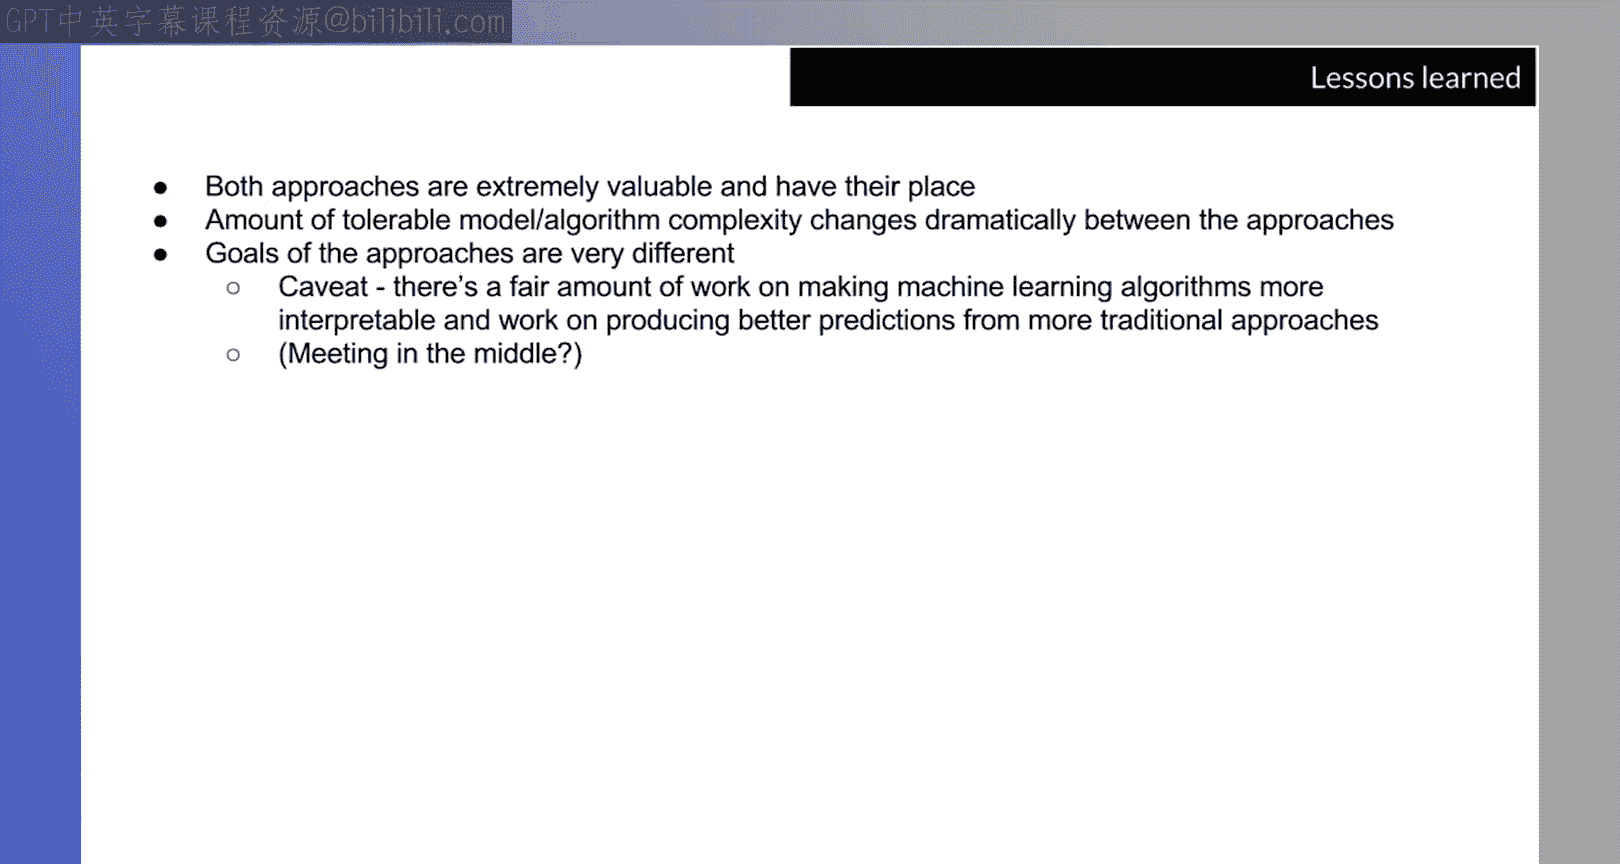 GPT中英字幕课程资源@bilibili.com
Lessons learned
● Both approaches are extremely valuable and have their place
● Amount of tolerable model/algorithm complexity changes dramatically between the approaches
● Goals of the approaches are very different
○ Caveat - there’s a fair amount of work on making machine learning algorithms more
interpretable and work on producing better predictions from more traditional approaches
○ (Meeting in the middle?)